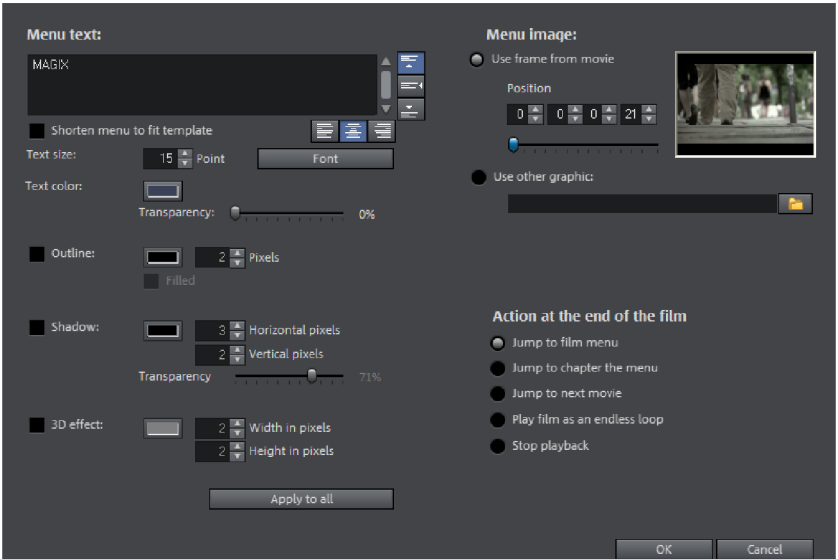 Menu text:
MAGIX
Shorten menu to fit template
Text size:
15 Point
Font
Text color:
Transparency:
0%
Outline:
2 Pixels
Filled
Shadow:
3 Horizontal pixels
2 Vertical pixels
Transparency
71%
3D effect:
2 Width in pixels
2 Height in pixels
Apply to all
Menu image:
Use frame from movie
Position
0 0 0 21
Use other graphic:
Action at the end of the film
Jump to film menu
Jump to chapter the menu
Jump to next movie
Play film as an endless loop
Stop playback
OK
Cancel